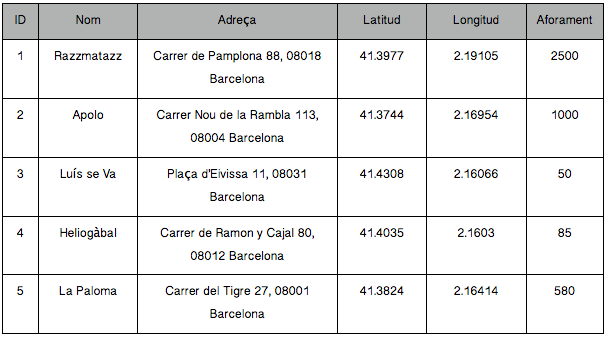 ID Nom Adreça Latitud Longitud Aforament
1 Razzmatazz Carrer de Pamplona 88, 08018 41.3977 2.19105 2500
Barcelona
2 Apolo Carrer Nou de la Rambla 113, 41.3744 2.16954 1000
08004 Barcelona
3 Luís se Va Plaça d'Eivissa 11, 08031 41.4308 2.16066 50
Barcelona
4 Heliogàbal Carrer de Ramon y Cajal 80, 41.4035 2.1603 85
08012 Barcelona
5 La Paloma Carrer del Tigre 27, 08001 41.3824 2.16414 580
Barcelona